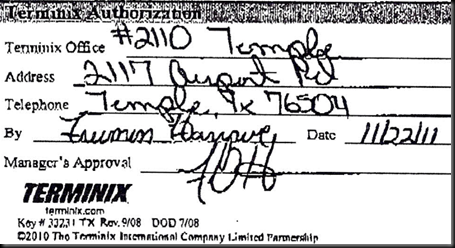 Terminix Authorization
Terminix Office #2110 Temple
Address 2117 Airport Rd
Telephone Temple, Tx 76504
By Date 11/22/11
Manager's Approval
TERMINIX
terminix.com
Key # 33231 TX Rev. 9/08 DOD 7/08
©2010 The Terminix International Company Limited Partnership